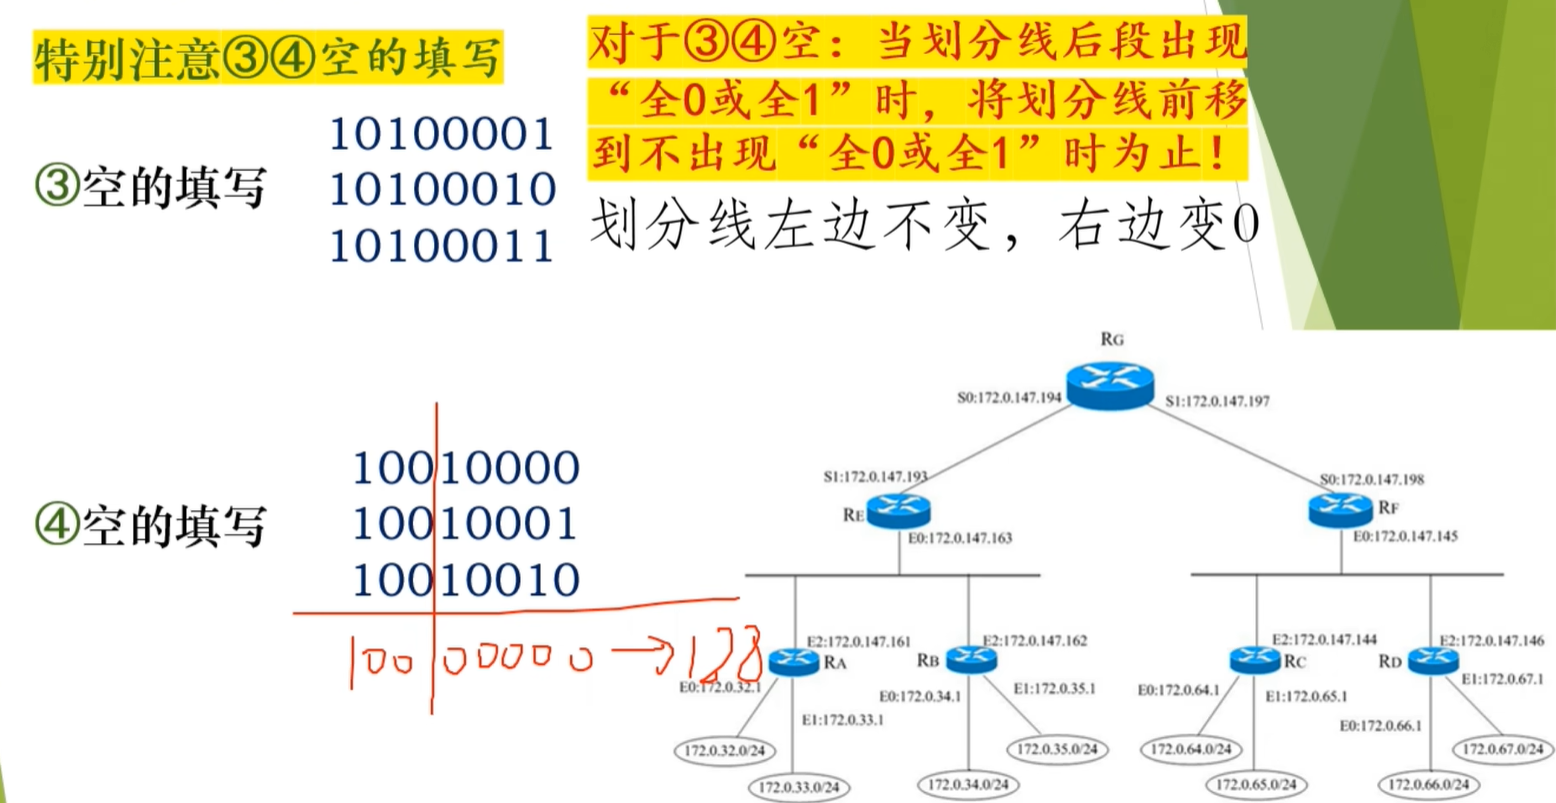 特别注意③④空的填写
对于③④空：当划分线后段出现
“全0或全1”时，将划分线前移
到不出现“全0或全1”时为止！
划分线左边不变，右边变0
③空的填写
10100001
10100010
10100011
④空的填写
10010000
10010001
10010010
100 00000→128
RG
S0:172.0.147.194
S1:172.0.147.197
S1:172.0.147.193
S0:172.0.147.198
RE
RF
E0:172.0.147.163
E0:172.0.147.145
E2:172.0.147.161
E2:172.0.147.162
E2:172.0.147.144
E2:172.0.147.146
RA
RB
RC
RD
E0:172.0.32.1
E1:172.0.33.1
E0:172.0.34.1
E1:172.0.35.1
E0:172.0.64.1
E1:172.0.65.1
E0:172.0.66.1
E1:172.0.67.1
172.0.32.0/24
172.0.33.0/24
172.0.34.0/24
172.0.35.0/24
172.0.64.0/24
172.0.65.0/24
172.0.66.0/24
172.0.67.0/24